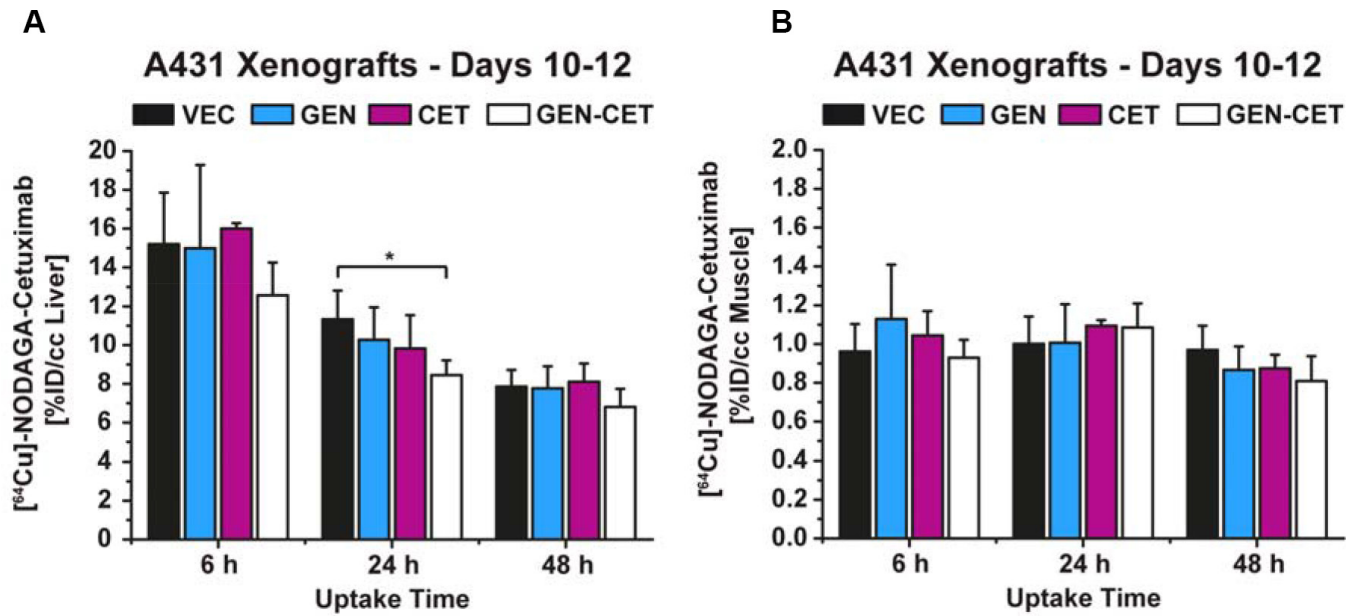 A
A431 Xenografts - Days 10-12
VEC GEN CET GEN-CET
[⁶⁴Cu]-NODAGA-Cetuximab
[%ID/cc Liver]
20
18
16
14
12
10
8
6
4
2
0
*
6 h 24 h 48 h
Uptake Time
B
A431 Xenografts - Days 10-12
VEC GEN CET GEN-CET
[⁶⁴Cu]-NODAGA-Cetuximab
[%ID/cc Muscle]
2.0
1.8
1.6
1.4
1.2
1.0
0.8
0.6
0.4
0.2
0.0
6 h 24 h 48 h
Uptake Time